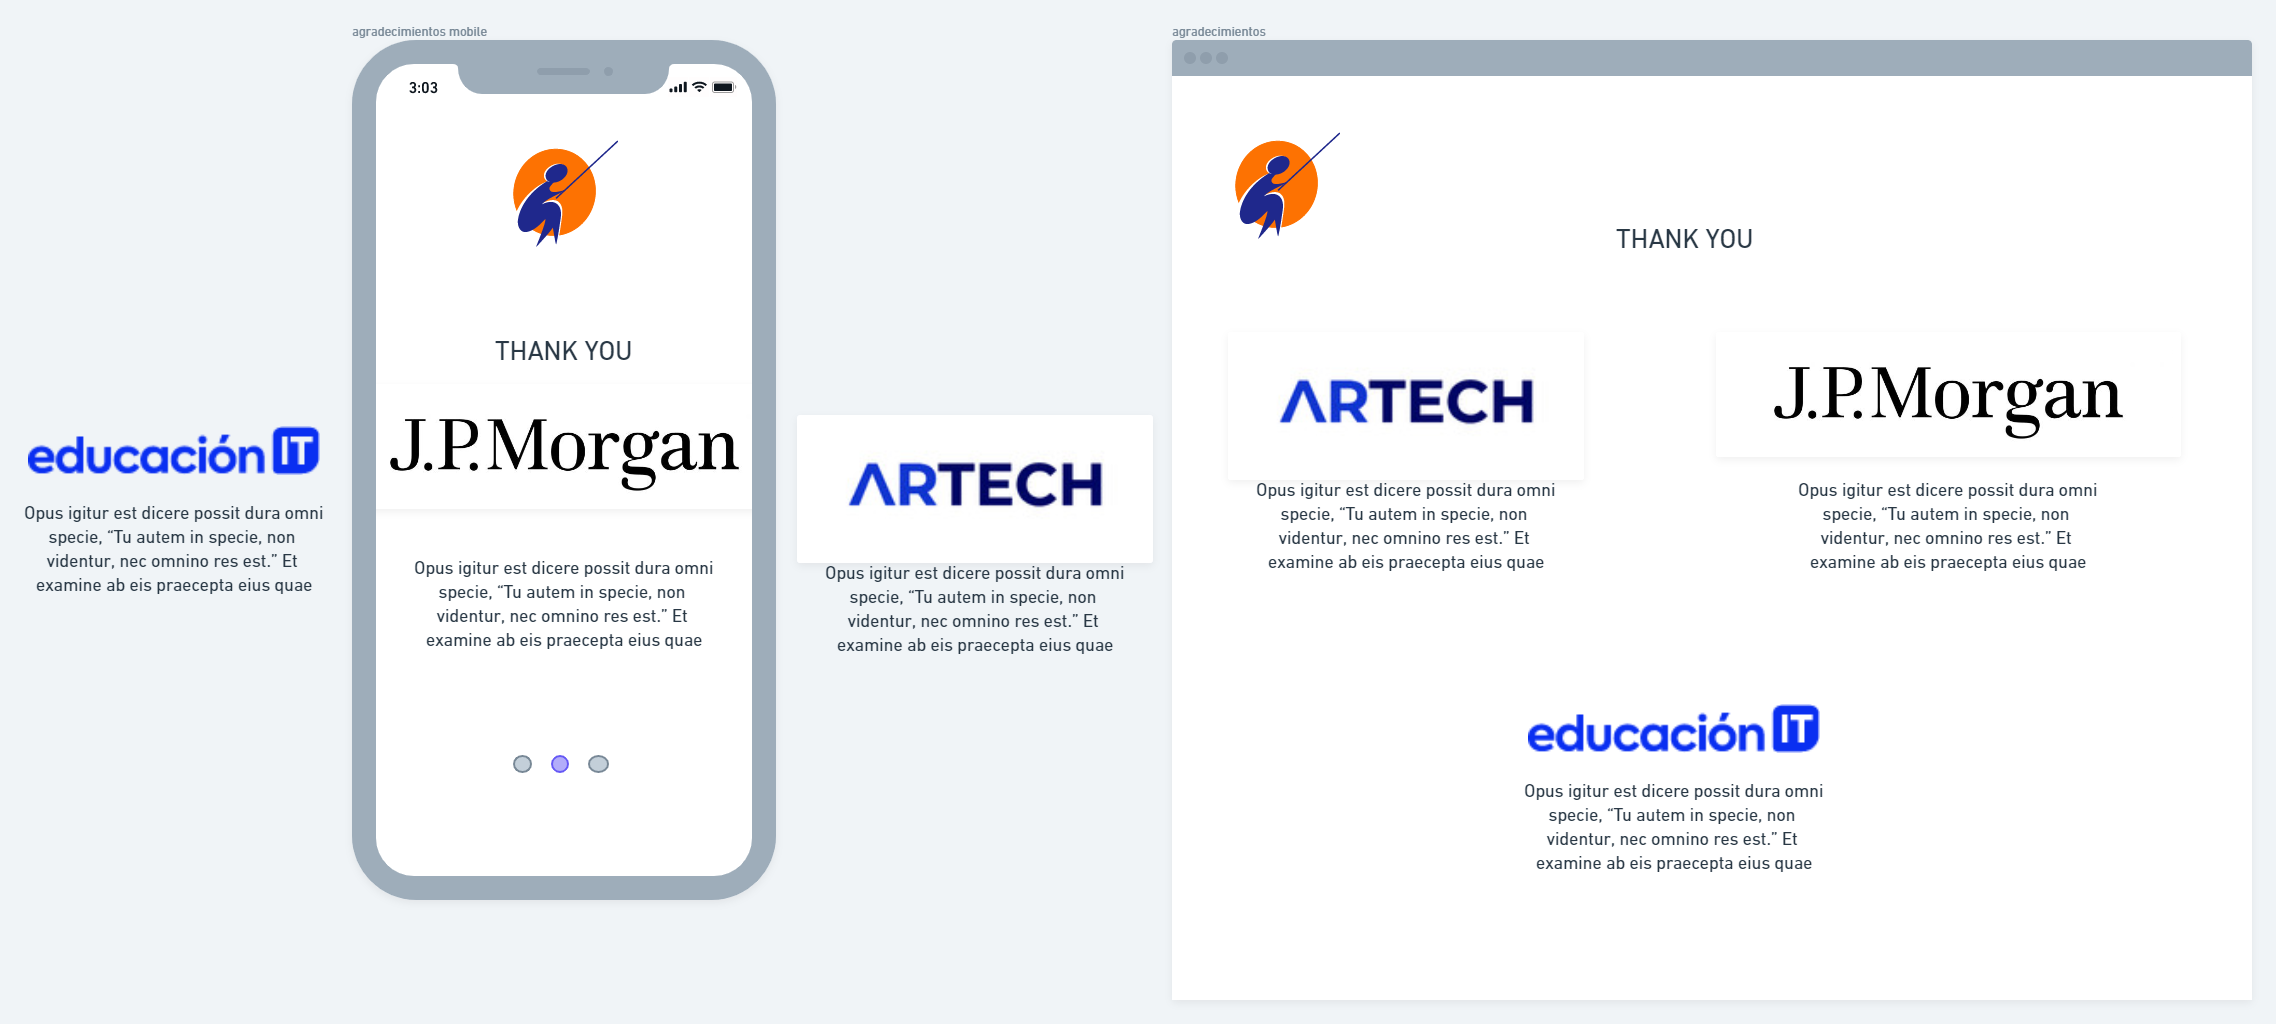 agradecimientos mobile
3:03
THANK YOU
educación IT
Opus igitur est dicere possit dura omni
specie, “Tu autem in specie, non
videntur, nec omnino res est.” Et
examine ab eis praecepta eius quae
J.P.Morgan
Opus igitur est dicere possit dura omni
specie, “Tu autem in specie, non
videntur, nec omnino res est.” Et
examine ab eis praecepta eius quae
ARTECH
Opus igitur est dicere possit dura omni
specie, “Tu autem in specie, non
videntur, nec omnino res est.” Et
examine ab eis praecepta eius quae
agradecimientos
THANK YOU
ARTECH
Opus igitur est dicere possit dura omni
specie, “Tu autem in specie, non
videntur, nec omnino res est.” Et
examine ab eis praecepta eius quae
J.P.Morgan
Opus igitur est dicere possit dura omni
specie, “Tu autem in specie, non
videntur, nec omnino res est.” Et
examine ab eis praecepta eius quae
educación IT
Opus igitur est dicere possit dura omni
specie, “Tu autem in specie, non
videntur, nec omnino res est.” Et
examine ab eis praecepta eius quae